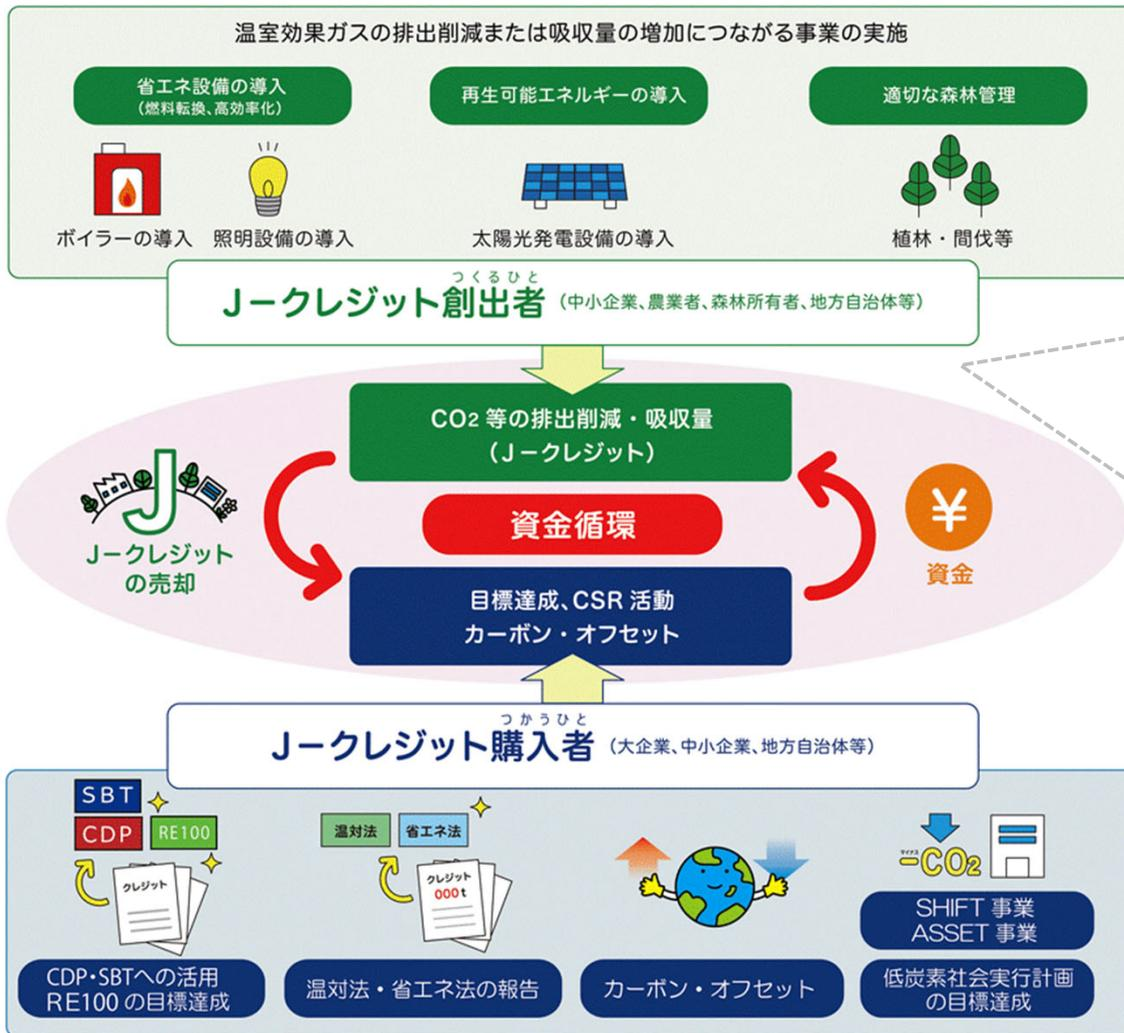 温室効果ガスの排出削減または吸収量の増加につながる事業の実施
省エネ設備の導入
(燃料転換、高効率化)
再生可能エネルギーの導入
適切な森林管理
ボイラーの導入
照明設備の導入
太陽光発電設備の導入
植林・間伐等
つくるひと
J−クレジット創出者 (中小企業、農業者、森林所有者、地方自治体等)
CO2 等の排出削減・吸収量
(J−クレジット)
J
J−クレジット
の売却
資金循環
¥
資金
目標達成、CSR 活動
カーボン・オフセット
つかうひと
J−クレジット購入者 (大企業、中小企業、地方自治体等)
SBT
CDP
RE100
クレジット
CDP・SBTへの活用
RE100 の目標達成
温対法
省エネ法
クレジット
000t
温対法・省エネ法の報告
カーボン・オフセット
マイナス
−CO2
SHIFT 事業
ASSET 事業
低炭素社会実行計画
の目標達成